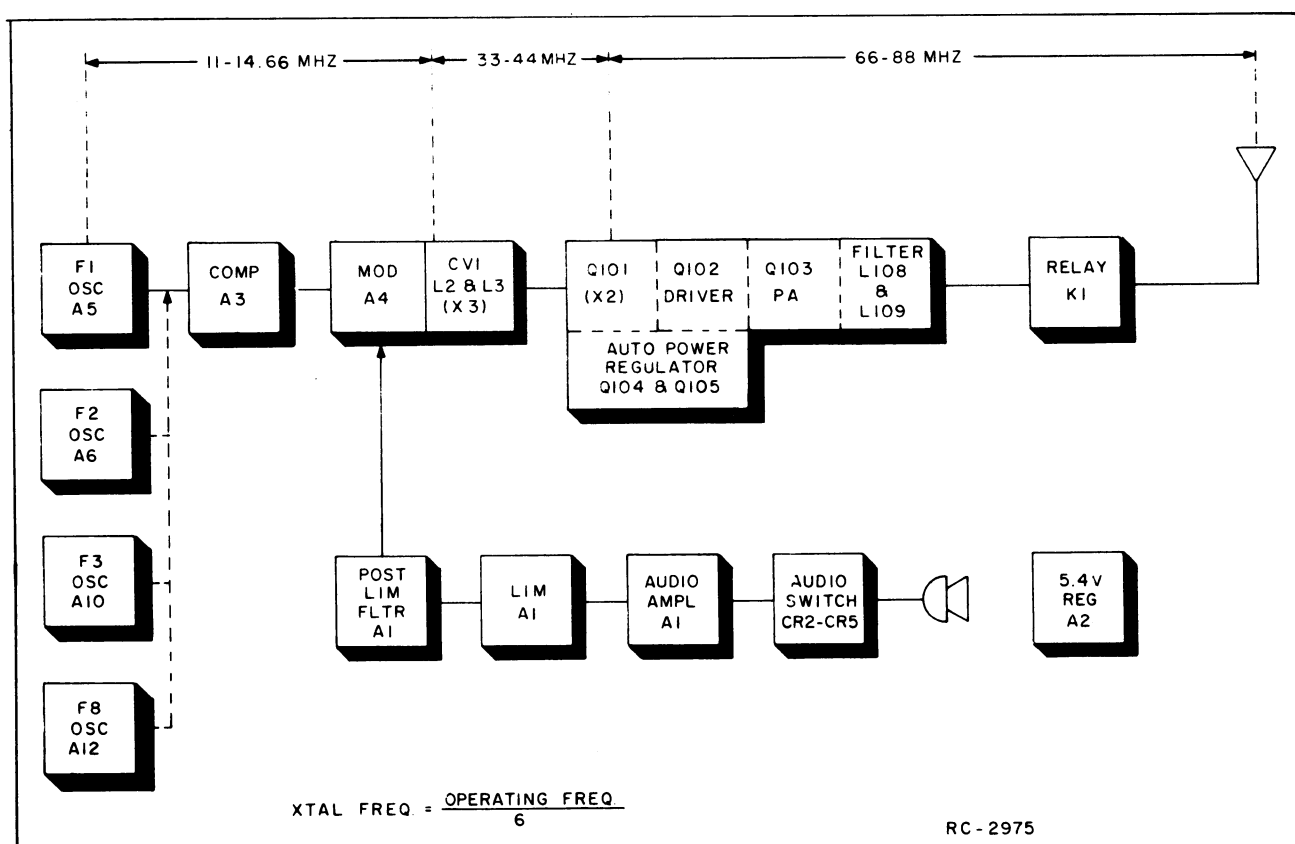 11-14.66 MHZ
33-44 MHZ
66-88 MHZ
F1
OSC
A5
COMP
A3
MOD
A4
CV1
L2 & L3
(X3)
Q101
(X2)
Q102
DRIVER
Q103
PA
FILTER
L108
&
L109
RELAY
K1
AUTO POWER
REGULATOR
Q104 & Q105
F2
OSC
A6
F3
OSC
A10
F8
OSC
A12
POST
LIM
FLTR
A1
LIM
A1
AUDIO
AMPL
A1
AUDIO
SWITCH
CR2-CR5
5.4V
REG
A2
XTAL FREQ. = OPERATING FREQ.
6
RC-2975